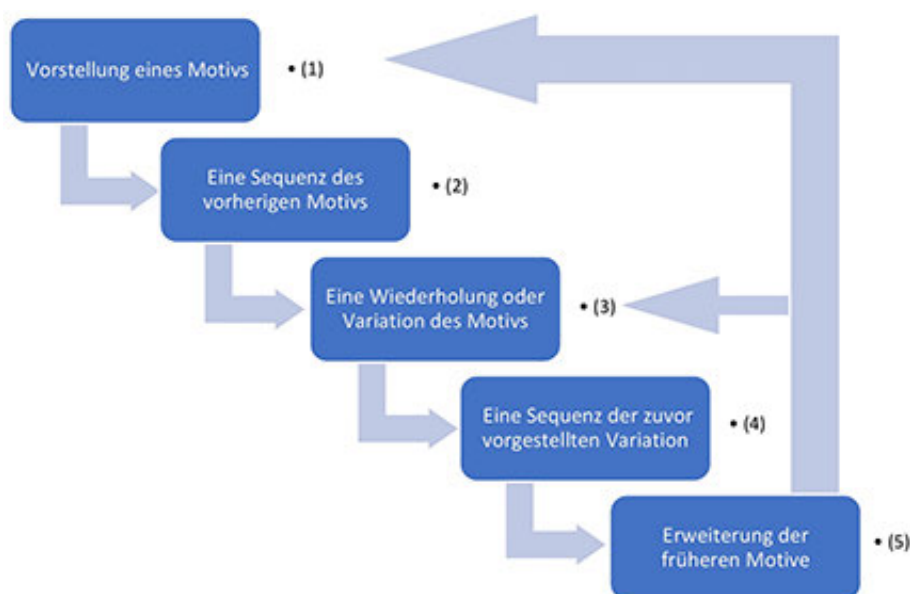 Vorstellung eines Motivs
• (1)
Eine Sequenz des
vorherigen Motivs
• (2)
Eine Wiederholung oder
Variation des Motivs
• (3)
Eine Sequenz der zuvor
vorgestellten Variation
• (4)
Erweiterung der
früheren Motive
• (5)